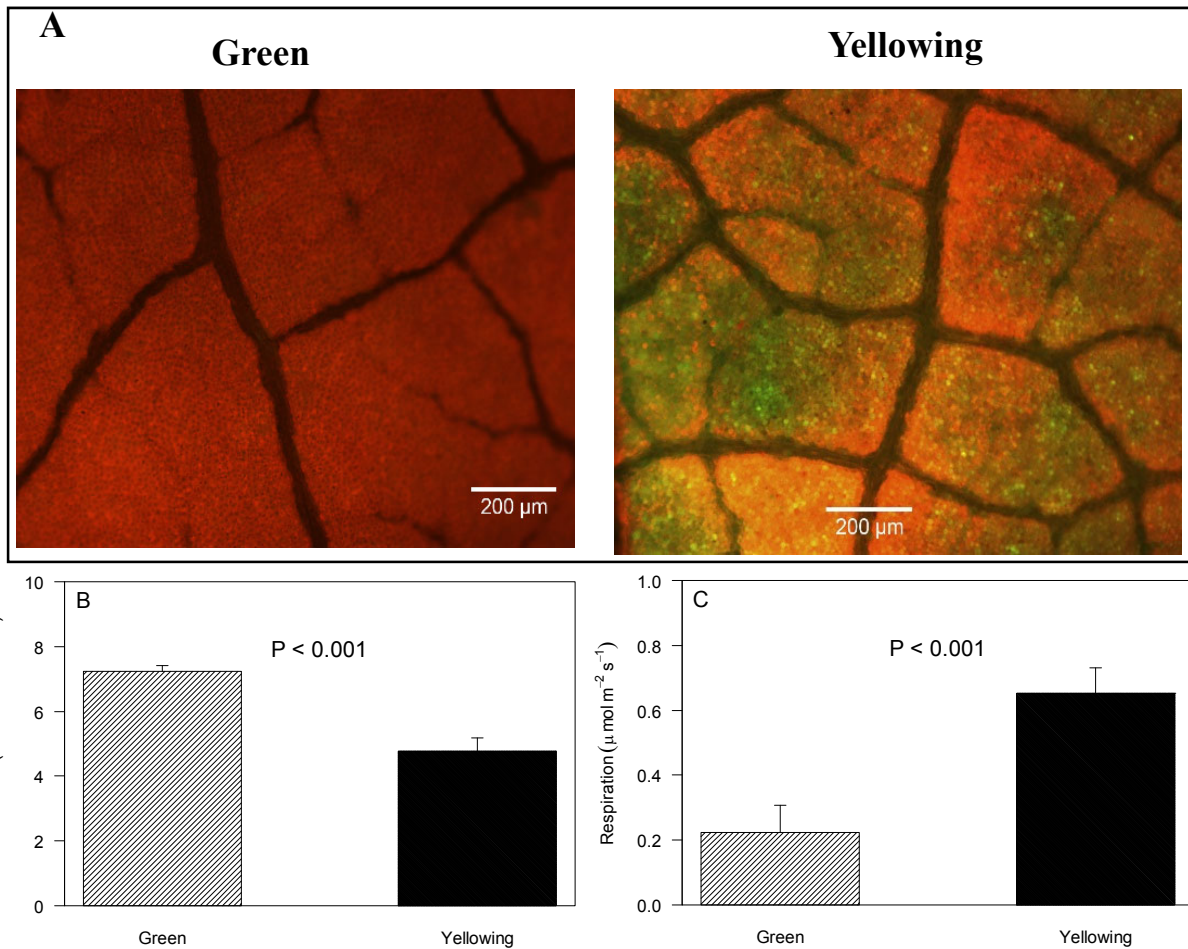 A
Green
Yellowing
200 µm
200 µm
B
P < 0.001
10
8
6
4
2
0
Green
Yellowing
C
P < 0.001
1.0
0.8
0.6
0.4
0.2
0.0
Respiration (µ mol m⁻² s⁻¹)
Green
Yellowing